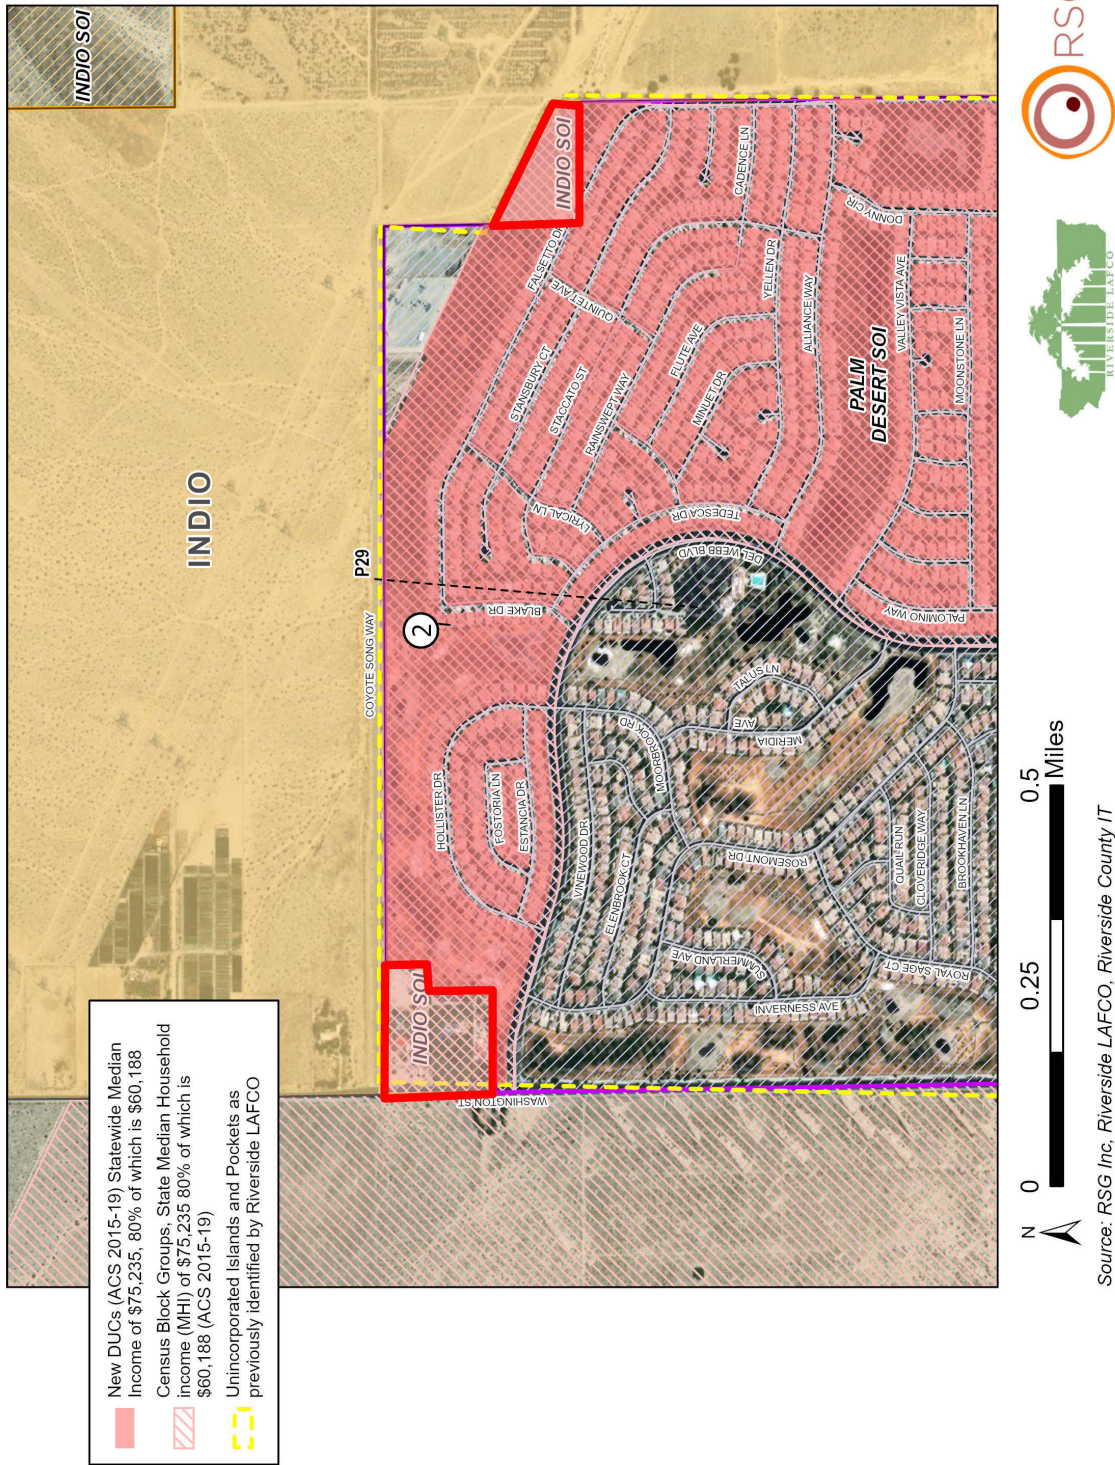 INDIO SOI
INDIO
P29
COYOTE SONG WAY
2
BLAKE DR
HOLLISTER DR
FOSTORIA LN
ESTANCIA DR
INDIO SOI
WASHINGTON ST
INDIO SOI
FALSETTO DR
QUINTET AVE
STANSBURY CT
STACCATO ST
RAINSWEPT WAY
LYRICAL LN
FLUTE AVE
MINUET DR
CADENCE LN
YELLEN DR
ALLIANCE WAY
DONNY CIR
TEDESCA DR
DEL WEBB BLVD
PALM
DESERT SOI
VALLEY VISTA AVE
MOONSTONE LN
PALOMINO WAY
VINEWOOD DR
ELENBROOK CT
MOORBROOK RD
TALUS LN
MERIDIA
AVE
ROSEMONT DR
SUMMERLAND AVE
INVERNESS AVE
QUAIL RUN
CLOVERIDGE WAY
BROOKHAVEN LN
ROYAL SAGE CT
New DUCs (ACS 2015-19) Statewide Median
Income of $75,235, 80% of which is $60,188
Census Block Groups, State Median Household
income (MHI) of $75,235 80% of which is
$60,188 (ACS 2015-19)
Unincorporated Islands and Pockets as
previously identified by Riverside LAFCO
N
0 0.25 0.5
Miles
Source: RSG Inc, Riverside LAFCO, Riverside County IT
RIVERSIDE LAFCO